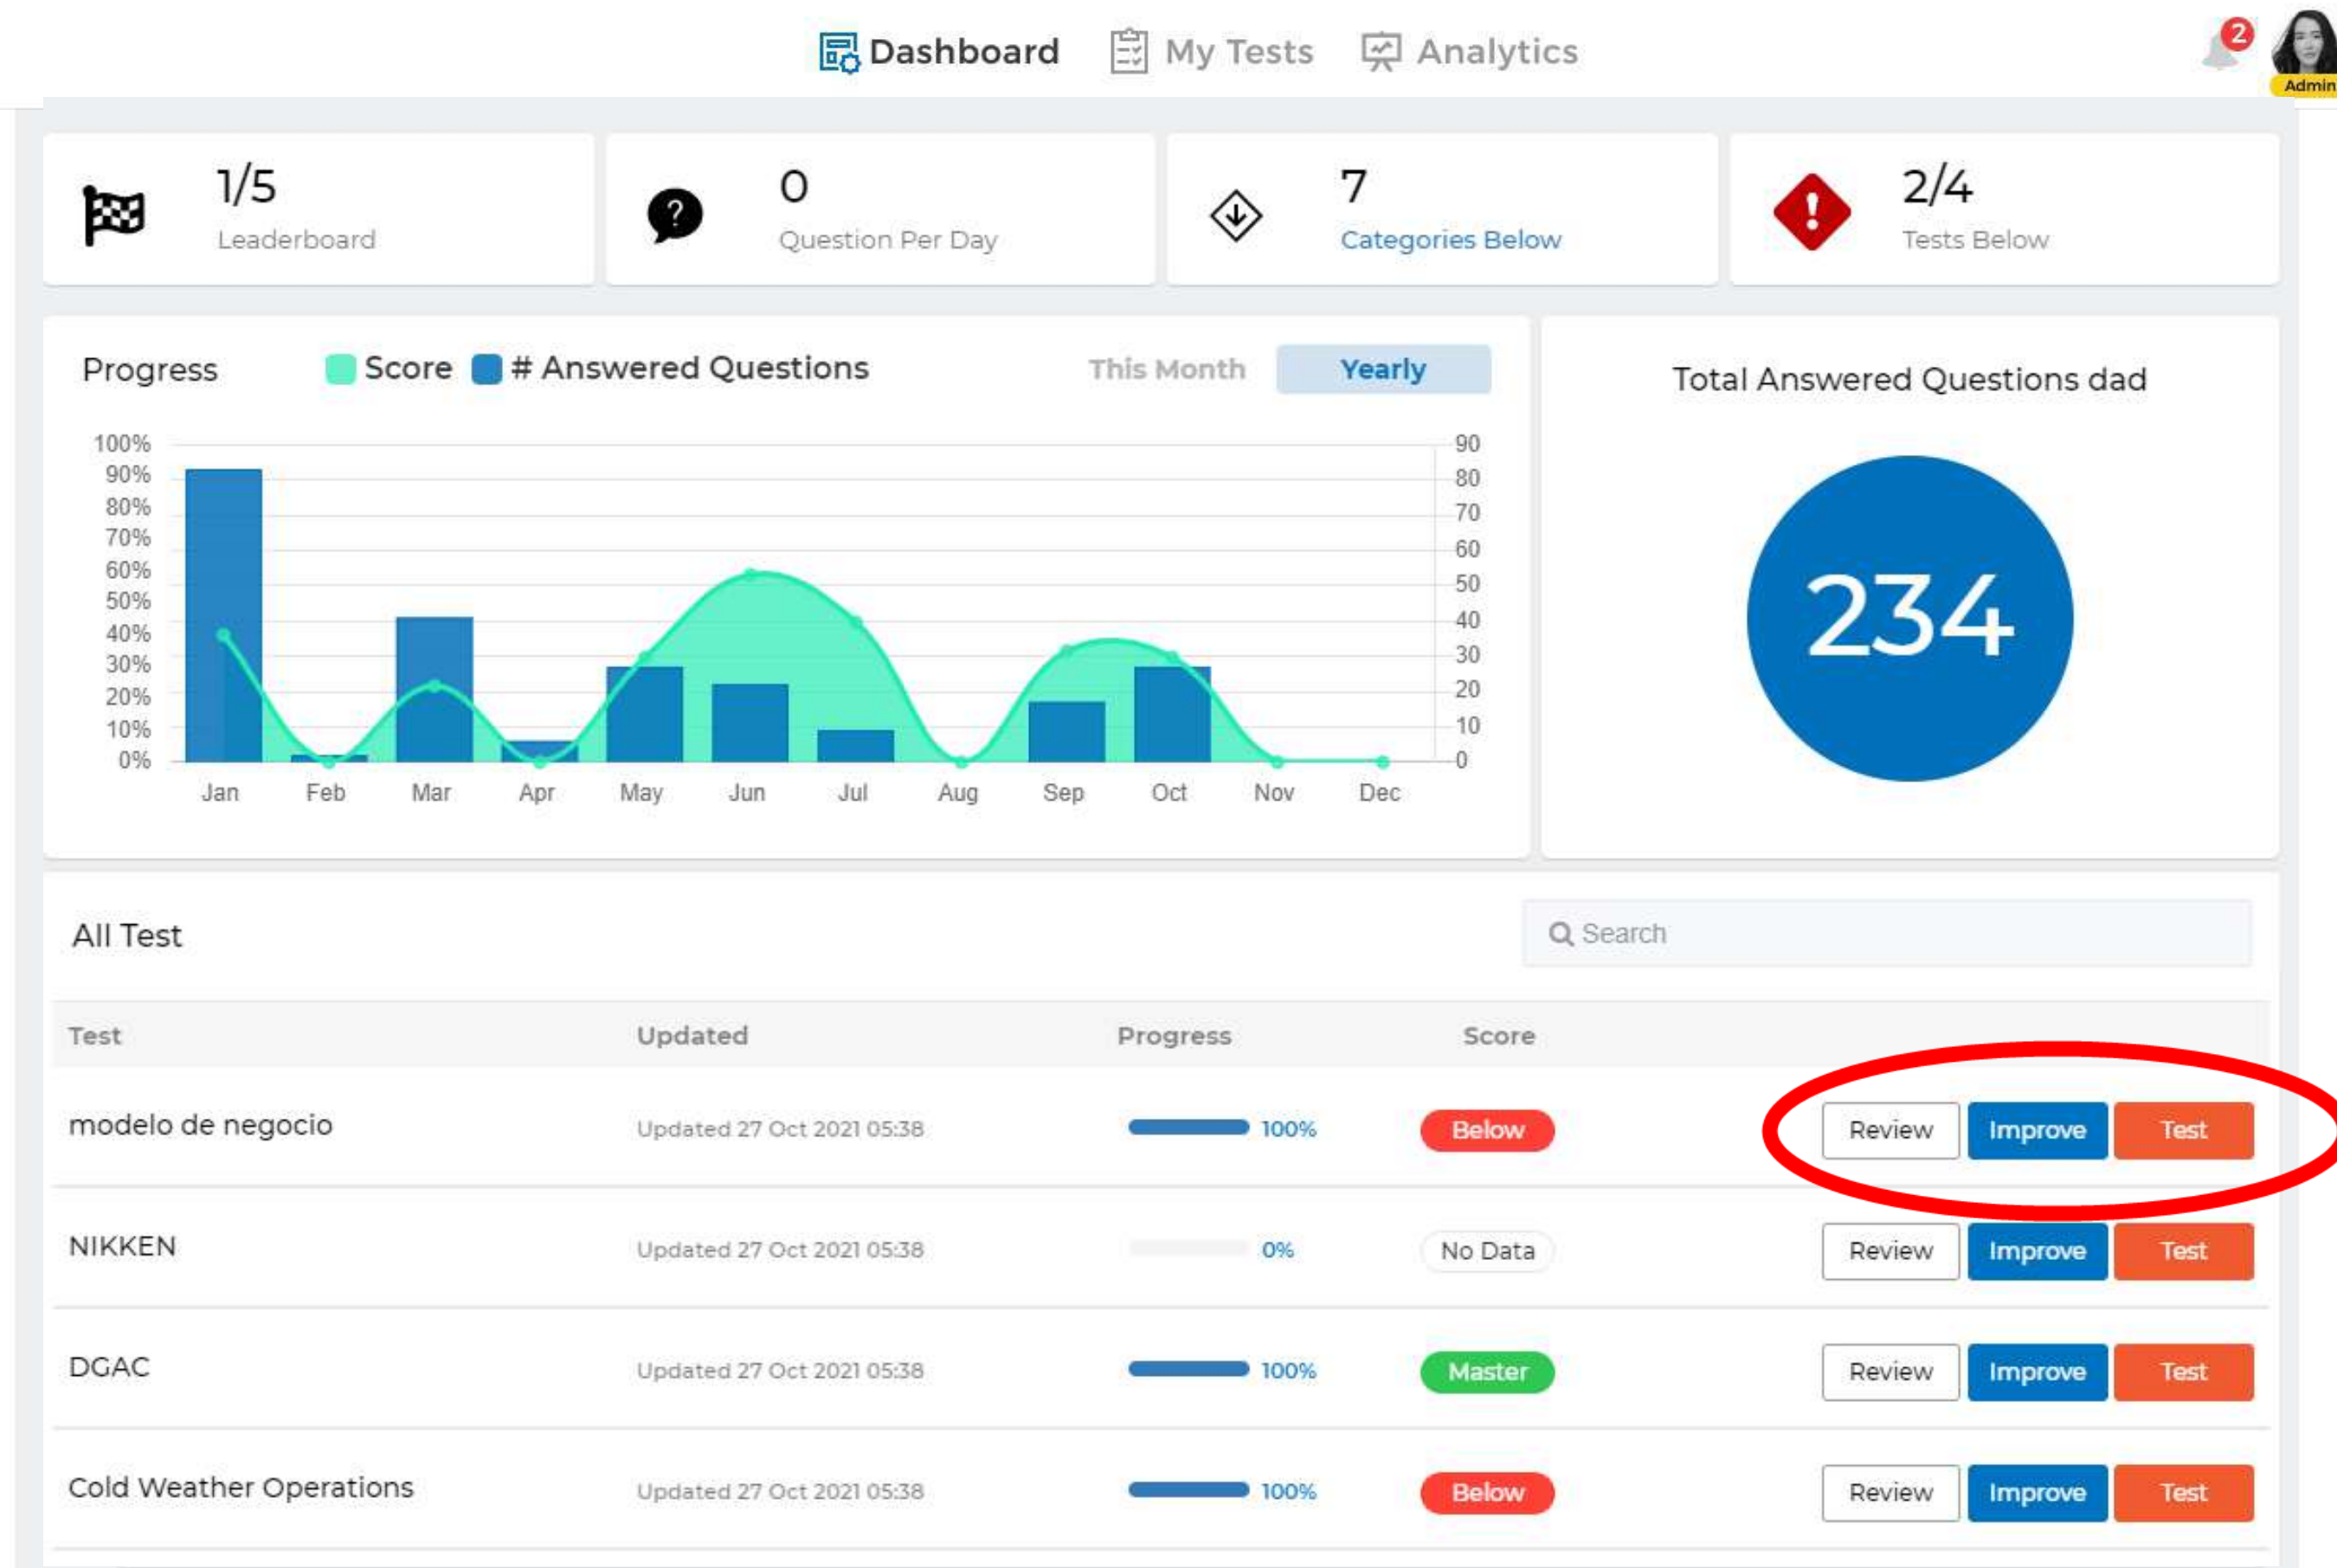 Dashboard My Tests Analytics 2
Admin
1/5 0 7 2/4
Leaderboard Question Per Day Categories Below Tests Below
Progress Score # Answered Questions This Month Yearly
Total Answered Questions dad
100% 90
90% 80
80% 70
70% 60
60% 50
50% 40
40% 30
30% 20
20% 10
10% 0
0%
Jan Feb Mar Apr May Jun Jul Aug Sep Oct Nov Dec
234
All Test Search
Test Updated Progress Score
modelo de negocio Updated 27 Oct 2021 05:38 100% Below Review Improve Test
NIKKEN Updated 27 Oct 2021 05:38 0% No Data Review Improve Test
DGAC Updated 27 Oct 2021 05:38 100% Master Review Improve Test
Cold Weather Operations Updated 27 Oct 2021 05:38 100% Below Review Improve Test